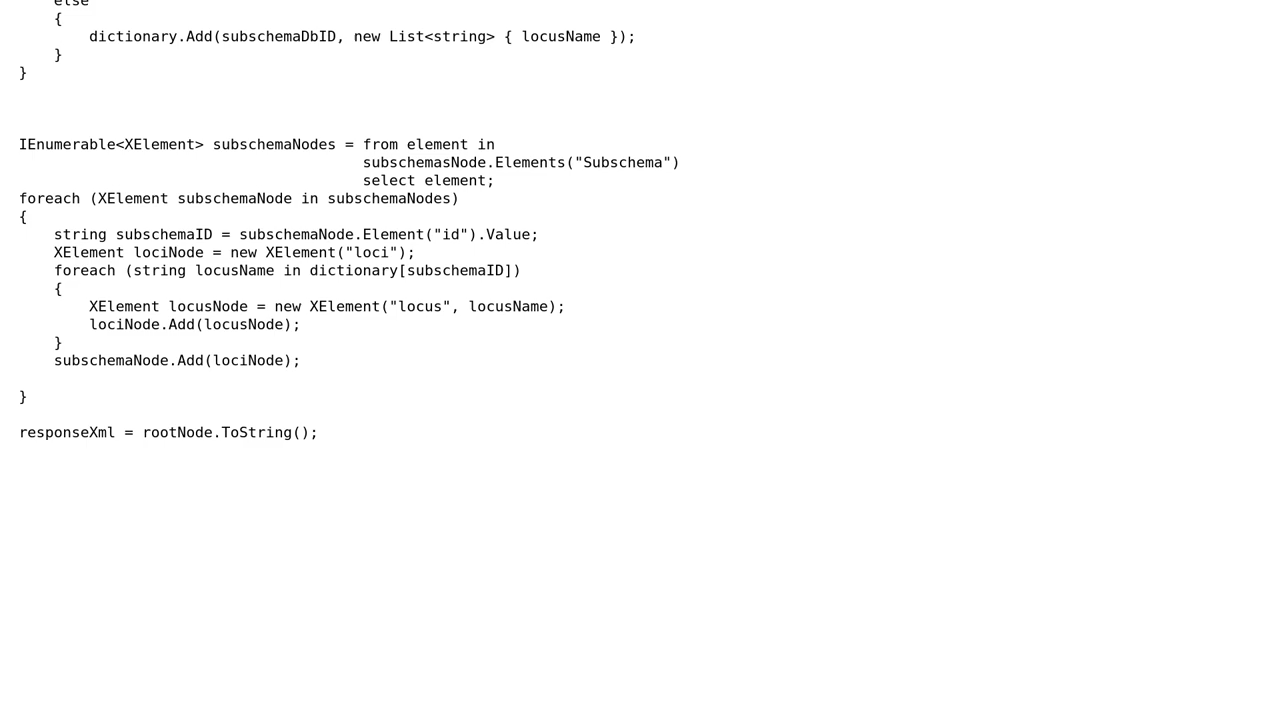 else
    {
        dictionary.Add(subschemaDbID, new List<string> { locusName });
    }
}
IEnumerable<XElement> subschemaNodes = from element in
                                       subschemasNode.Elements("Subschema")
                                       select element;
foreach (XElement subschemaNode in subschemaNodes)
{
    string subschemaID = subschemaNode.Element("id").Value;
    XElement lociNode = new XElement("loci");
    foreach (string locusName in dictionary[subschemaID])
    {
        XElement locusNode = new XElement("locus", locusName);
        lociNode.Add(locusNode);
    }
    subschemaNode.Add(lociNode);
}
responseXml = rootNode.ToString();